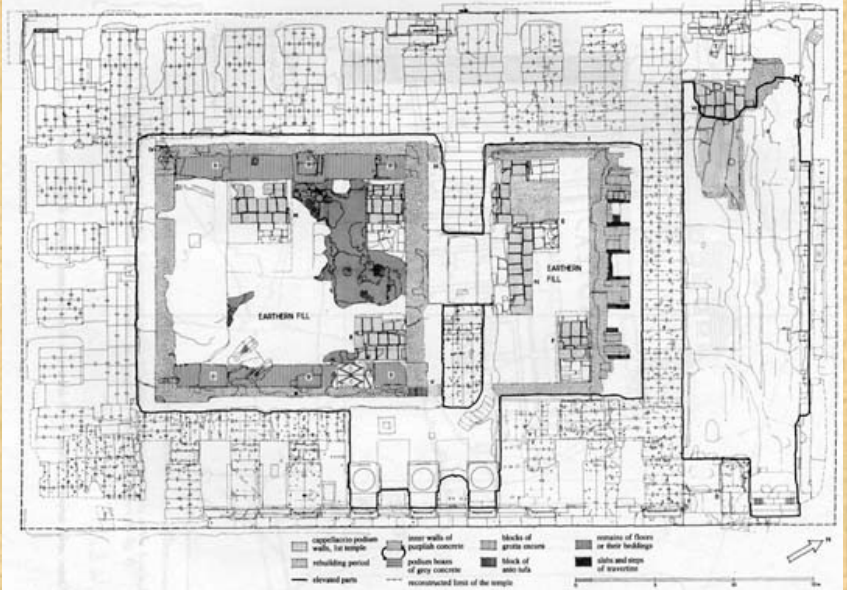 EARTHERN FILL
EARTHERN
FILL
cappellaccio podium
walls, 1st temple
rebuilding period
elevated parts
inner walls of
purplish concrete
podium boxes
of grey concrete
reconstructed limit of the temple
blocks of
grotta oscura
block of
anio tufa
remains of floors
or their beddings
slabs and steps
of travertine
N